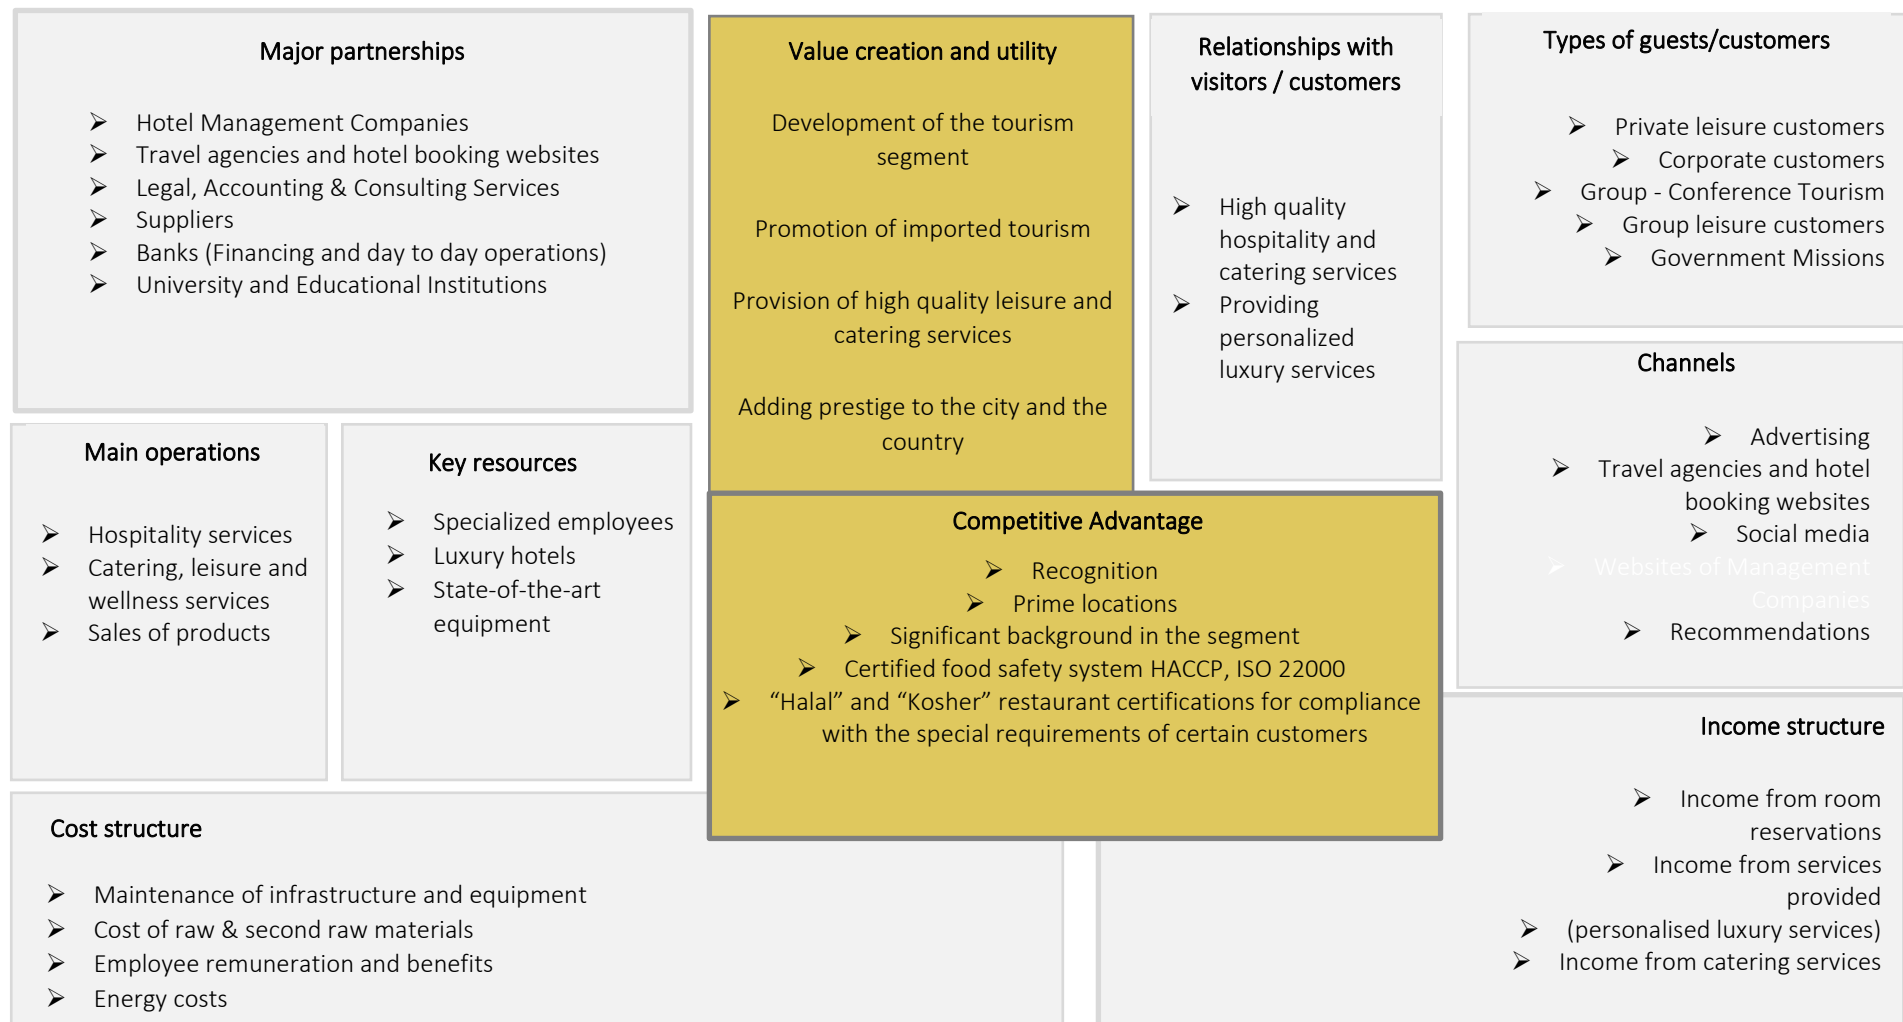 Major partnerships
➢ Hotel Management Companies
➢ Travel agencies and hotel booking websites
➢ Legal, Accounting & Consulting Services
➢ Suppliers
➢ Banks (Financing and day to day operations)
➢ University and Educational Institutions
Value creation and utility
Development of the tourism
segment
Promotion of imported tourism
Provision of high quality leisure and
catering services
Adding prestige to the city and the
country
Relationships with
visitors / customers
➢ High quality
hospitality and
catering services
➢ Providing
personalized
luxury services
Types of guests/customers
➢ Private leisure customers
➢ Corporate customers
➢ Group - Conference Tourism
➢ Group leisure customers
➢ Government Missions
Channels
➢ Advertising
➢ Travel agencies and hotel
booking websites
➢ Social media
➢ Websites of Management
Companies
➢ Recommendations
Main operations
➢ Hospitality services
➢ Catering, leisure and
wellness services
➢ Sales of products
Key resources
➢ Specialized employees
➢ Luxury hotels
➢ State-of-the-art
equipment
Competitive Advantage
➢ Recognition
➢ Prime locations
➢ Significant background in the segment
➢ Certified food safety system HACCP, ISO 22000
➢ “Halal” and “Kosher” restaurant certifications for compliance
with the special requirements of certain customers
Cost structure
➢ Maintenance of infrastructure and equipment
➢ Cost of raw & second raw materials
➢ Employee remuneration and benefits
➢ Energy costs
Income structure
➢ Income from room
reservations
➢ Income from services
provided
➢ (personalised luxury services)
➢ Income from catering services